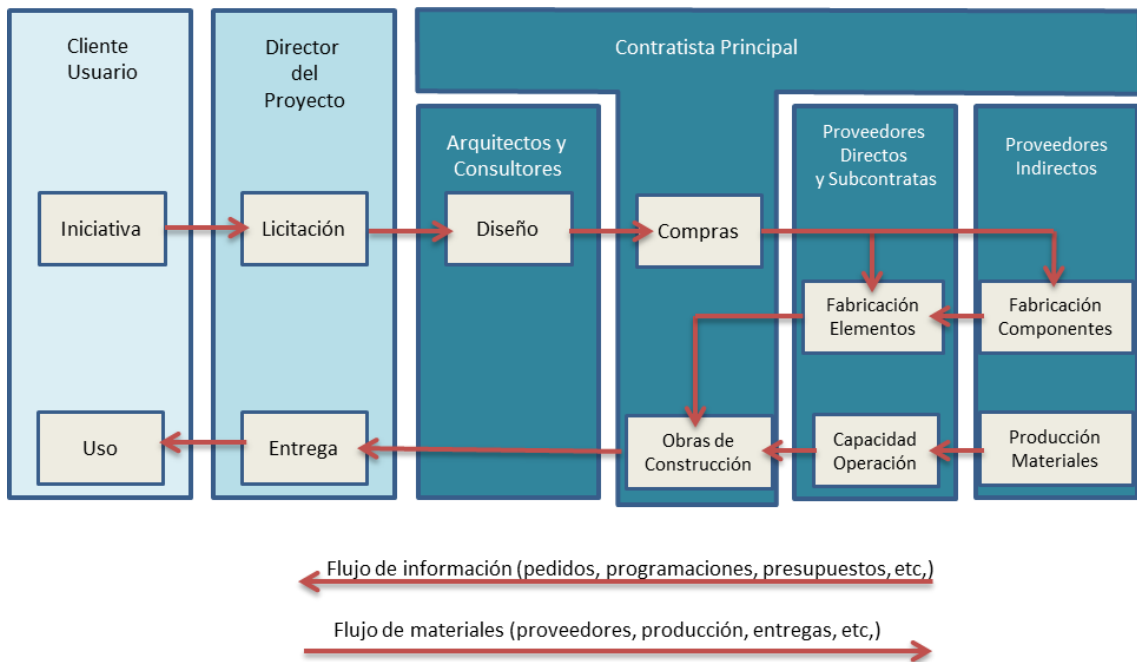 Cliente
Usuario
Director
del
Proyecto
Contratista Principal
Arquitectos y
Consultores
Proveedores
Directos
y Subcontratas
Proveedores
Indirectos
Iniciativa
Licitación
Diseño
Compras
Fabricación
Elementos
Fabricación
Componentes
Uso
Entrega
Obras de
Construcción
Capacidad
Operación
Producción
Materiales
Flujo de información (pedidos, programaciones, presupuestos, etc,)
Flujo de materiales (proveedores, producción, entregas, etc,)